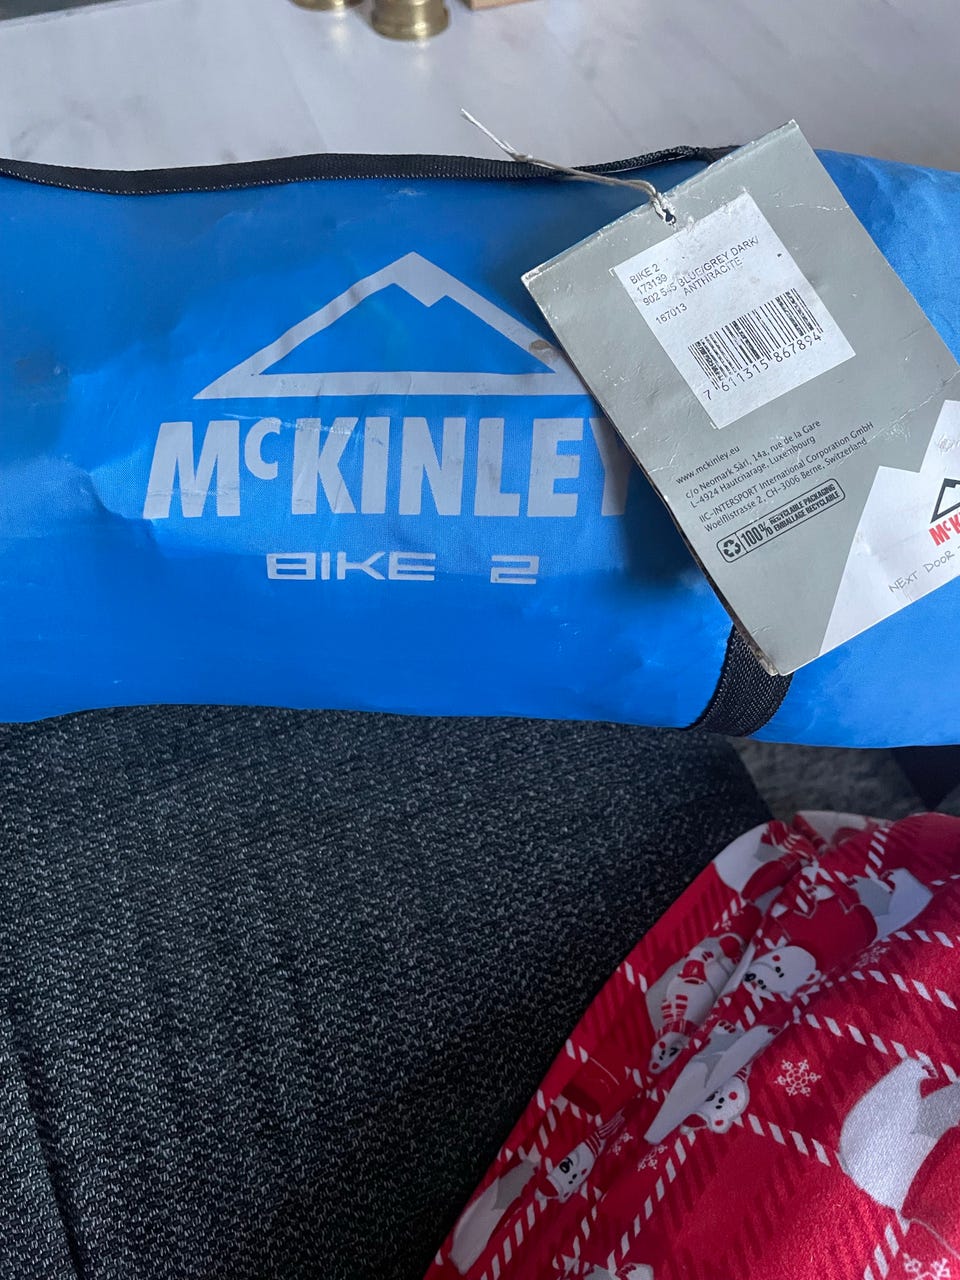 McKINLEY
BIKE 2
BIKE 2
173139
902 545 BLUE/GREY DARK/
ANTHRACITE
167013
7 611315 867894
www.mckinley.eu
c/o Neomark Sàrl, 14a, rue de la Gare
L-4924 Hautcharage, Luxembourg
IIC-INTERSPORT International Corporation GmbH
Woelflistrasse 2, CH-3006 Berne, Switzerland
100% RECYCLABLE PACKAGING
D'EMBALLAGE RECYCLABLE
McK
NEXT DOOR